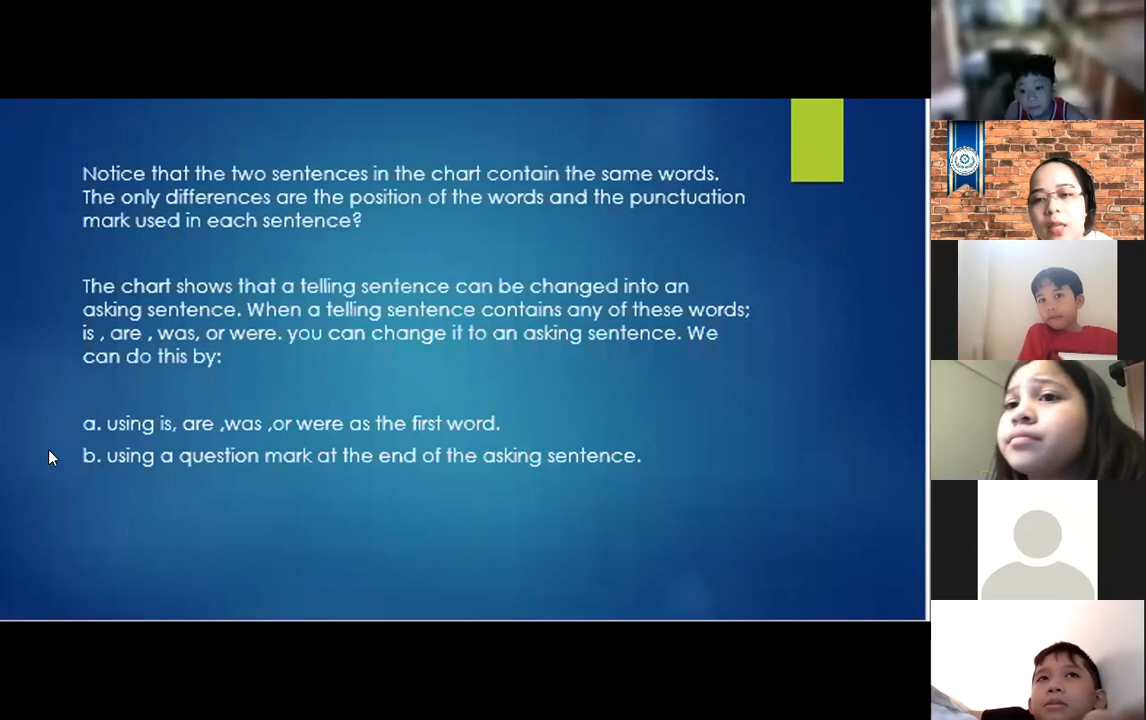 Notice that the two sentences in the chart contain the same words.
The only differences are the position of the words and the punctuation
mark used in each sentence?
The chart shows that a telling sentence can be changed into an
asking sentence. When a telling sentence contains any of these words;
is , are , was, or were. you can change it to an asking sentence. We
can do this by:
a. using is, are ,was ,or were as the first word.
b. using a question mark at the end of the asking sentence.